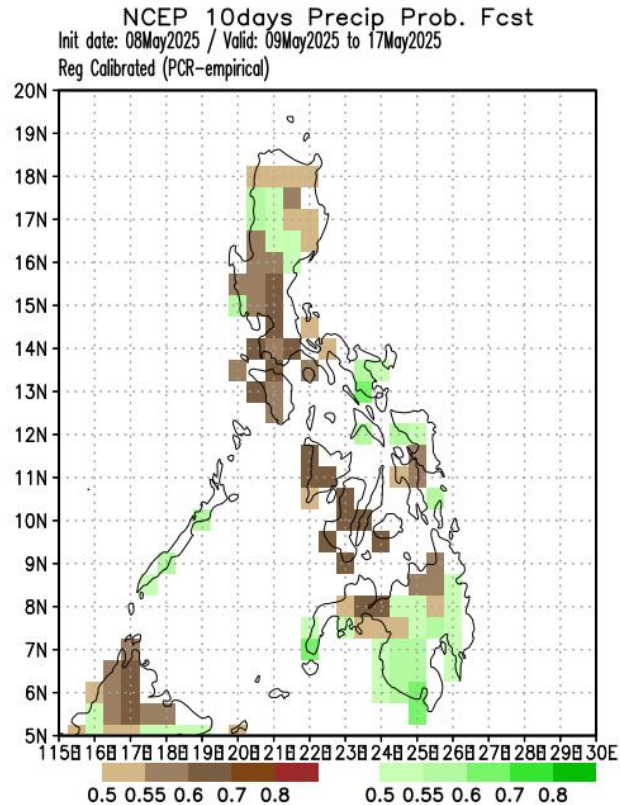 NCEP 10days Precip Prob. Fcst
Init date: 08May2025 / Valid: 09May2025 to 17May2025
Reg Calibrated (PCR-empirical)
20N
19N
18N
17N
16N
15N
14N
13N
12N
11N
10N
9N
8N
7N
6N
5N
115E 116E 117E 118E 119E 120E 121E 122E 123E 124E 125E 126E 127E 128E 129E 130E
0.5 0.55 0.6 0.7 0.8 0.5 0.55 0.6 0.7 0.8